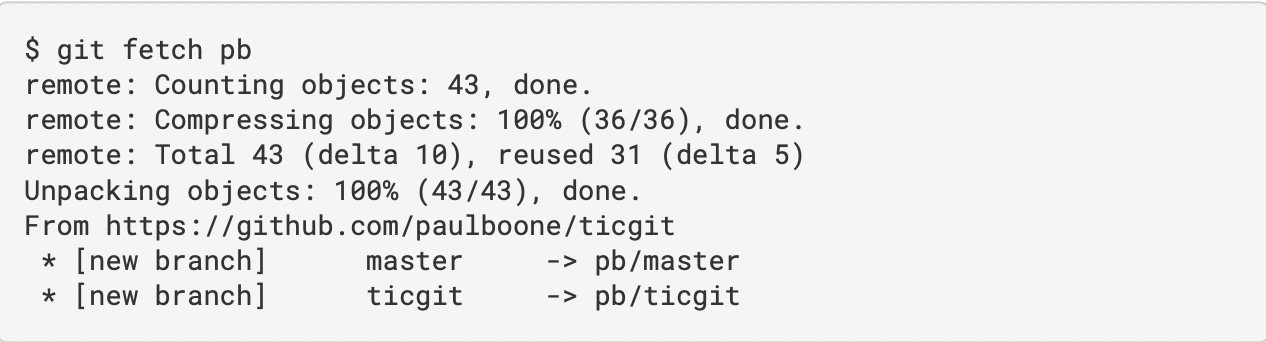 $ git fetch pb
remote: Counting objects: 43, done.
remote: Compressing objects: 100% (36/36), done.
remote: Total 43 (delta 10), reused 31 (delta 5)
Unpacking objects: 100% (43/43), done.
From https://github.com/paulboone/ticgit
 * [new branch]      master     -> pb/master
 * [new branch]      ticgit     -> pb/ticgit